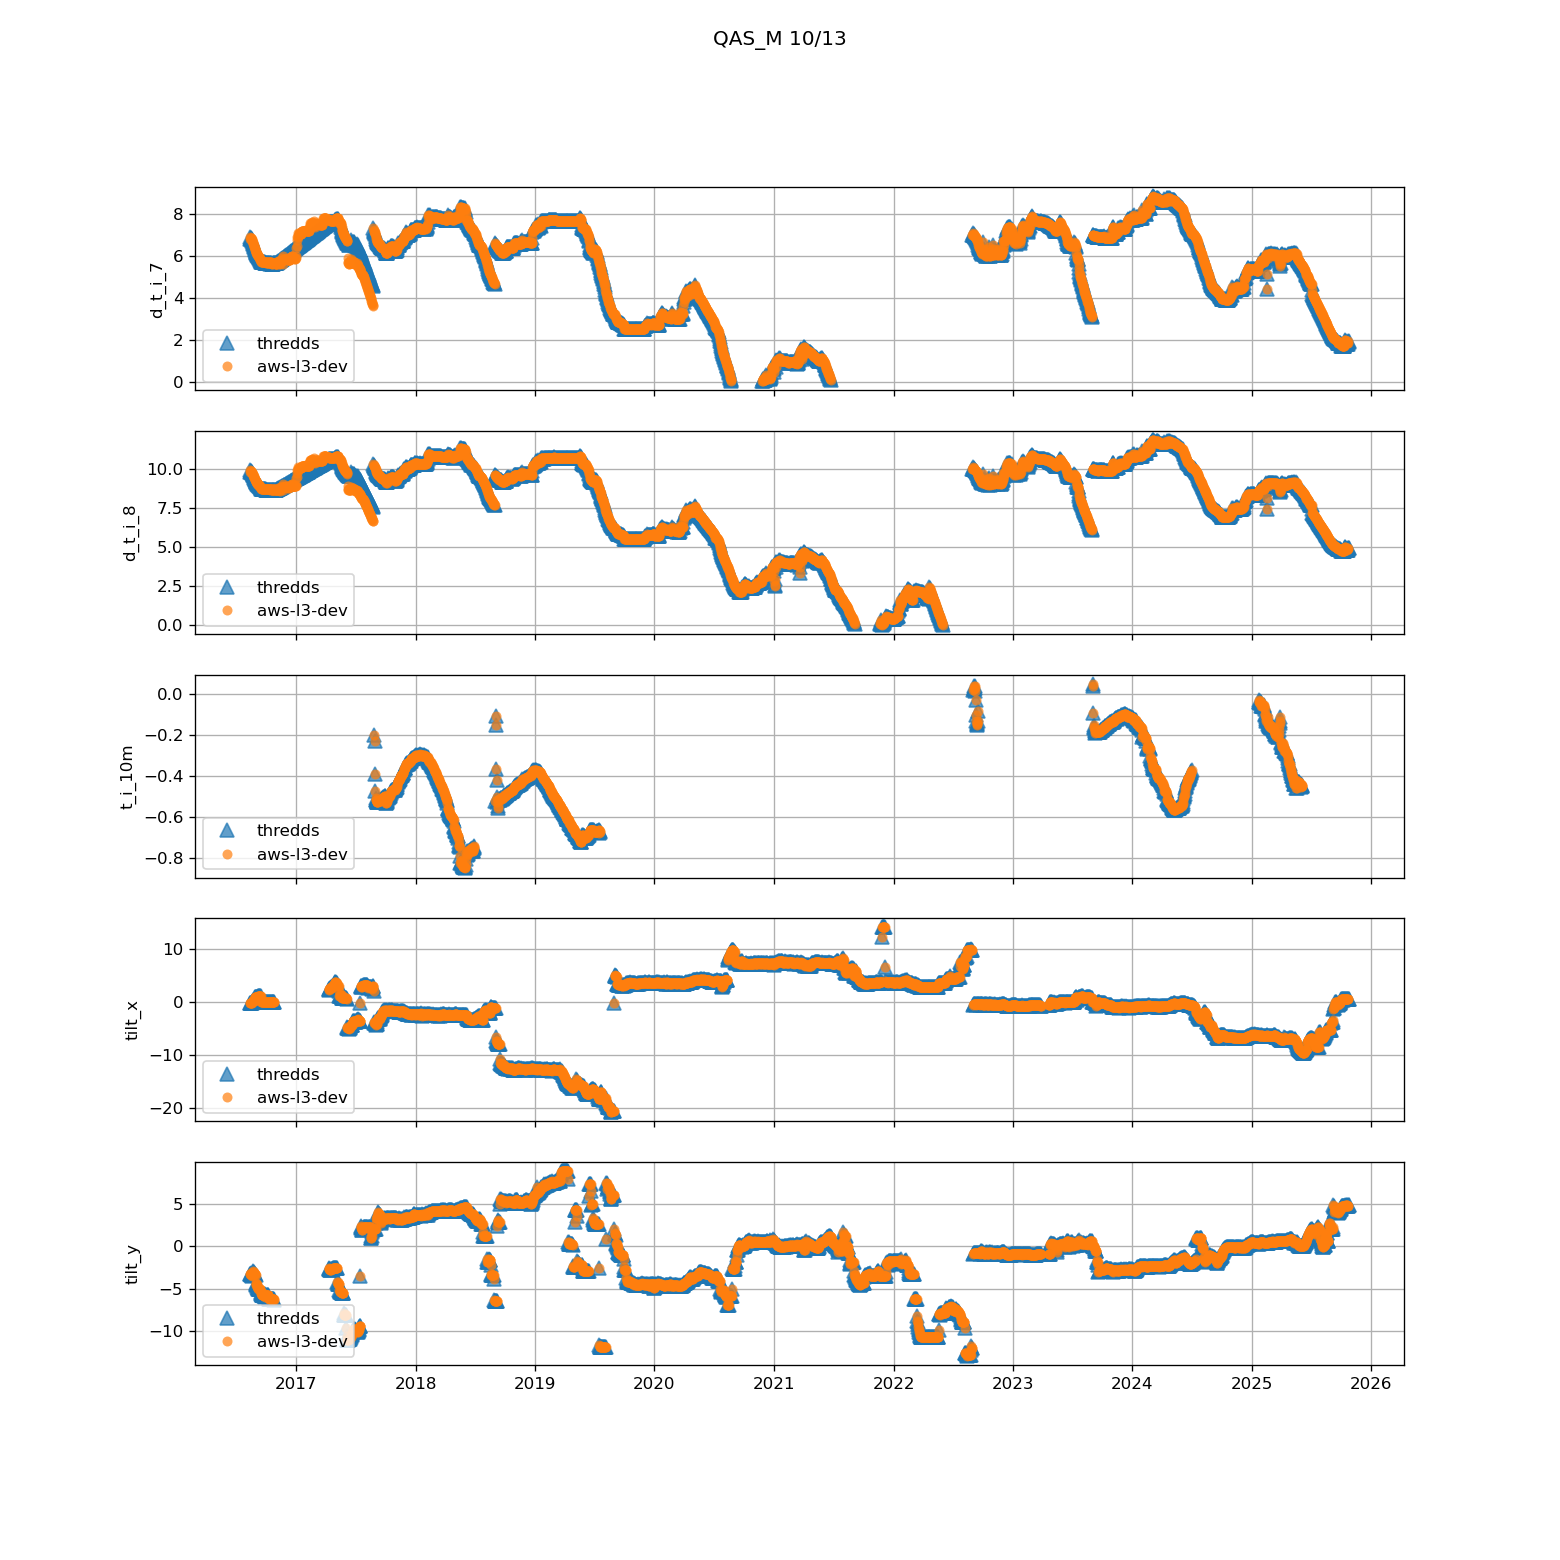 QAS_M 10/13
d_t_i_7
8
6
4
2
0
thredds
aws-l3-dev
d_t_i_8
10.0
7.5
5.0
2.5
0.0
thredds
aws-l3-dev
t_i_10m
0.0
−0.2
−0.4
−0.6
−0.8
thredds
aws-l3-dev
tilt_x
10
0
−10
−20
thredds
aws-l3-dev
tilt_y
5
0
−5
−10
thredds
aws-l3-dev
2017 2018 2019 2020 2021 2022 2023 2024 2025 2026